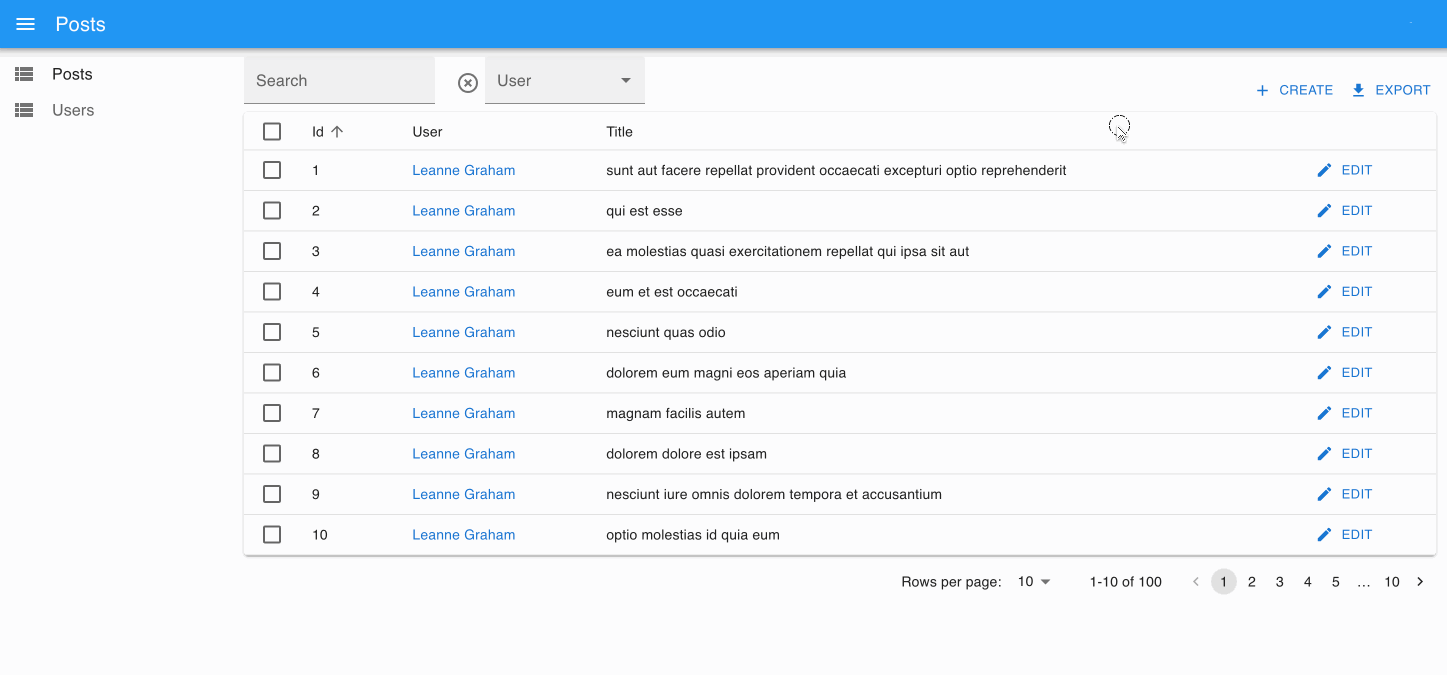 Posts
Posts
Users
Search
User
CREATE
EXPORT
Id User Title
1 Leanne Graham sunt aut facere repellat provident occaecati excepturi optio reprehenderit EDIT
2 Leanne Graham qui est esse EDIT
3 Leanne Graham ea molestias quasi exercitationem repellat qui ipsa sit aut EDIT
4 Leanne Graham eum et est occaecati EDIT
5 Leanne Graham nesciunt quas odio EDIT
6 Leanne Graham dolorem eum magni eos aperiam quia EDIT
7 Leanne Graham magnam facilis autem EDIT
8 Leanne Graham dolorem dolore est ipsam EDIT
9 Leanne Graham nesciunt iure omnis dolorem tempora et accusantium EDIT
10 Leanne Graham optio molestias id quia eum EDIT
Rows per page: 10 1-10 of 100 1 2 3 4 5 ... 10